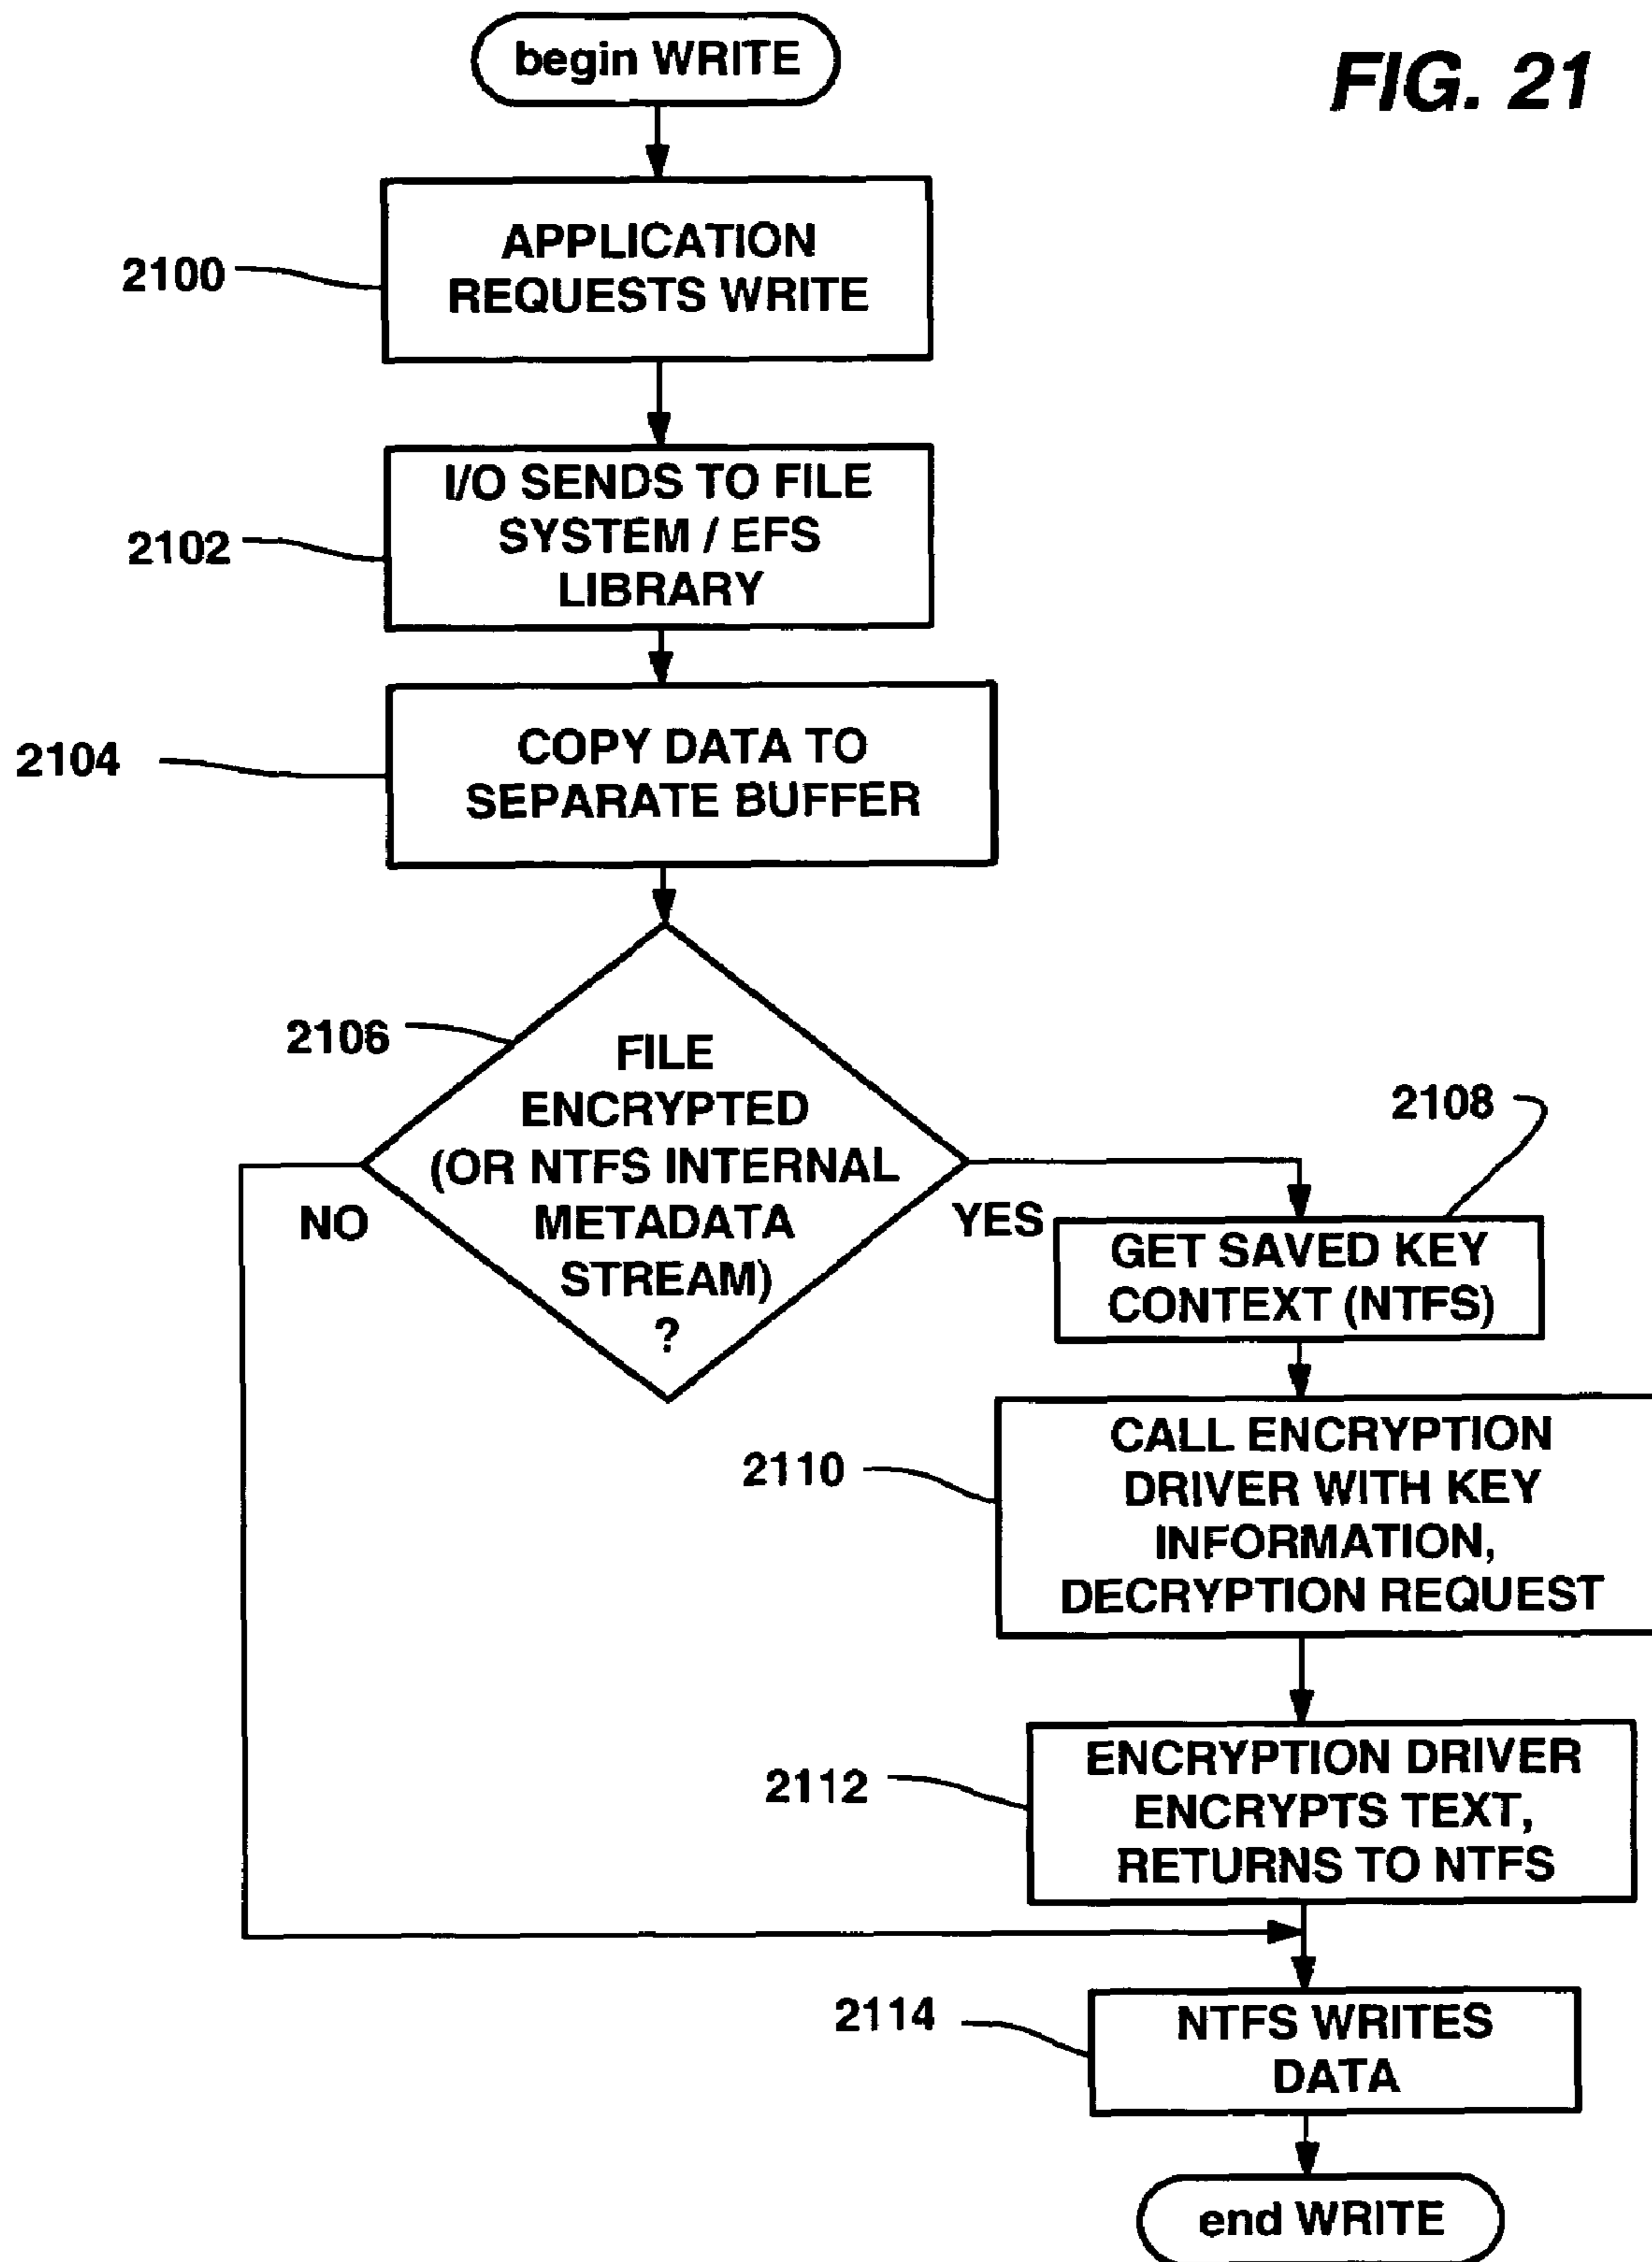 begin WRITE
FIG. 21
2100
APPLICATION
REQUESTS WRITE
2102
I/O SENDS TO FILE
SYSTEM / EFS
LIBRARY
2104
COPY DATA TO
SEPARATE BUFFER
2106
FILE
ENCRYPTED
(OR NTFS INTERNAL
METADATA
STREAM)
?
NO
YES
2108
GET SAVED KEY
CONTEXT (NTFS)
2110
CALL ENCRYPTION
DRIVER WITH KEY
INFORMATION,
DECRYPTION REQUEST
2112
ENCRYPTION DRIVER
ENCRYPTS TEXT,
RETURNS TO NTFS
2114
NTFS WRITES
DATA
end WRITE